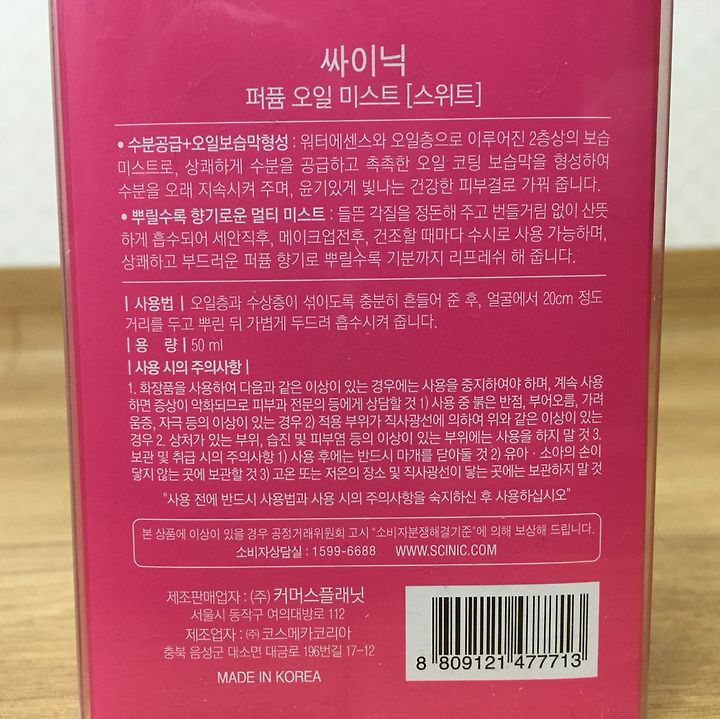 싸이닉
퍼퓸 오일 미스트 [스위트]
• 수분공급+오일보습막형성 : 워터에센스와 오일층으로 이루어진 2층상의 보습
미스트로, 상쾌하게 수분을 공급하고 촉촉한 오일 코팅 보습막을 형성하여
수분을 오래 지속시켜 주며, 윤기있게 빛나는 건강한 피부결로 가꿔 줍니다.
• 뿌릴수록 향기로운 멀티 미스트 : 들뜬 각질을 정돈해 주고 번들거림 없이 산뜻
하게 흡수되어 세안직후, 메이크업전후, 건조할 때마다 수시로 사용 가능하며,
상쾌하고 부드러운 퍼퓸 향기로 뿌릴수록 기분까지 리프레쉬 해 줍니다.
| 사용법 | 오일층과 수상층이 섞이도록 충분히 흔들어 준 후, 얼굴에서 20cm 정도
거리를 두고 뿌린 뒤 가볍게 두드려 흡수시켜 줍니다.
| 용 량 | 50 ml
| 사용 시의 주의사항 |
1. 화장품을 사용하여 다음과 같은 이상이 있는 경우에는 사용을 중지하여야 하며, 계속 사용
하면 증상이 악화되므로 피부과 전문의 등에게 상담할 것 1) 사용 중 붉은 반점, 부어오름, 가려
움증, 자극 등의 이상이 있는 경우 2) 적용 부위가 직사광선에 의하여 위와 같은 이상이 있는
경우 2. 상처가 있는 부위, 습진 및 피부염 등의 이상이 있는 부위에는 사용을 하지 말 것 3.
보관 및 취급 시의 주의사항 1) 사용 후에는 반드시 마개를 닫아둘 것 2) 유아·소아의 손이
닿지 않는 곳에 보관할 것 3) 고온 또는 저온의 장소 및 직사광선이 닿는 곳에는 보관하지 말 것
"사용 전에 반드시 사용법과 사용 시의 주의사항을 숙지하신 후 사용하십시오"
본 상품에 이상이 있을 경우 공정거래위원회 고시 "소비자분쟁해결기준"에 의해 보상해 드립니다.
소비자상담실 : 1599-6688 WWW.SCINIC.COM
제조판매업자 : (주) 커머스플래닛
서울시 동작구 여의대방로 112
제조업자 : ㈜코스메카코리아
충북 음성군 대소면 대금로 196번길 17-12
MADE IN KOREA
8 809121 477713